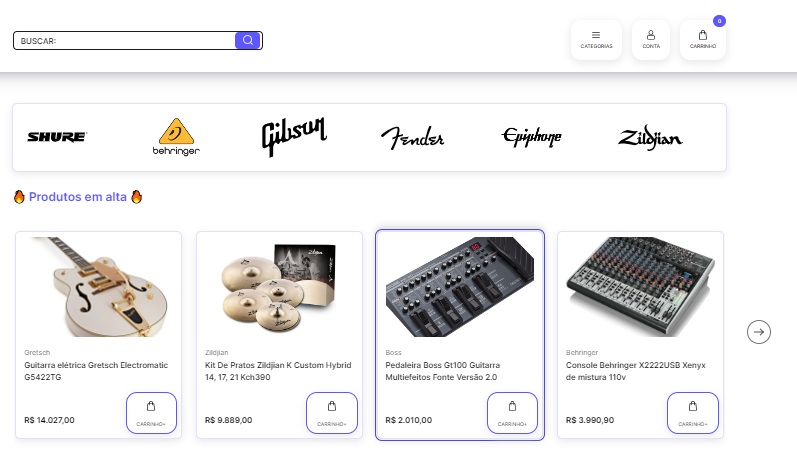 BUSCAR:
CATEGORIAS
CONTA
0
CARRINHO
SHURE
behringer
Gibson
Fender
Epiphone
Zildjian
🔥 Produtos em alta 🔥
Gretsch
Guitarra elétrica Gretsch Electromatic
G5422TG
R$ 14.027,00
CARRINHO+
Zildjian
Kit De Pratos Zildjian K Custom Hybrid
14, 17, 21 Kch390
R$ 9.889,00
CARRINHO+
Boss
Pedaleira Boss Gt100 Guitarra
Multiefeitos Fonte Versão 2.0
R$ 2.010,00
CARRINHO+
Behringer
Console Behringer X2222USB Xenyx
de mistura 110v
R$ 3.990,90
CARRINHO+